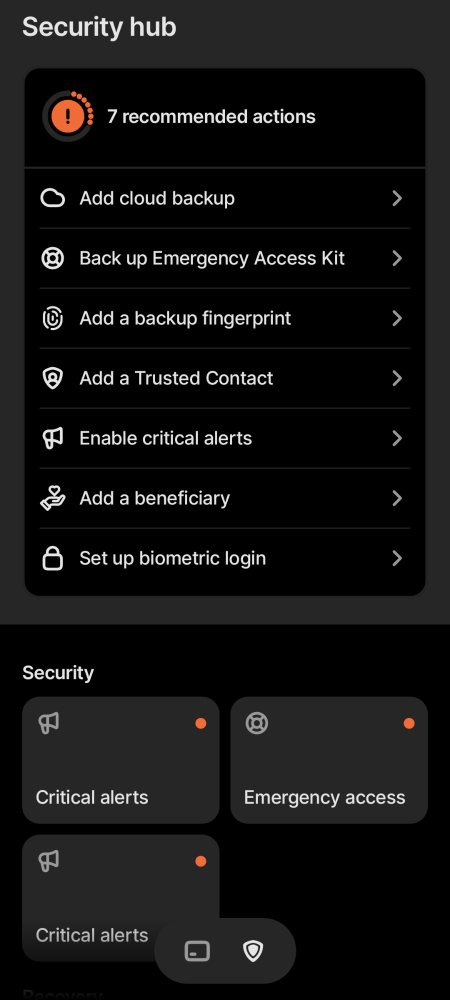 Security hub
7 recommended actions
Add cloud backup
Back up Emergency Access Kit
Add a backup fingerprint
Add a Trusted Contact
Enable critical alerts
Add a beneficiary
Set up biometric login
Security
Critical alerts
Emergency access
Critical alerts
Recovery